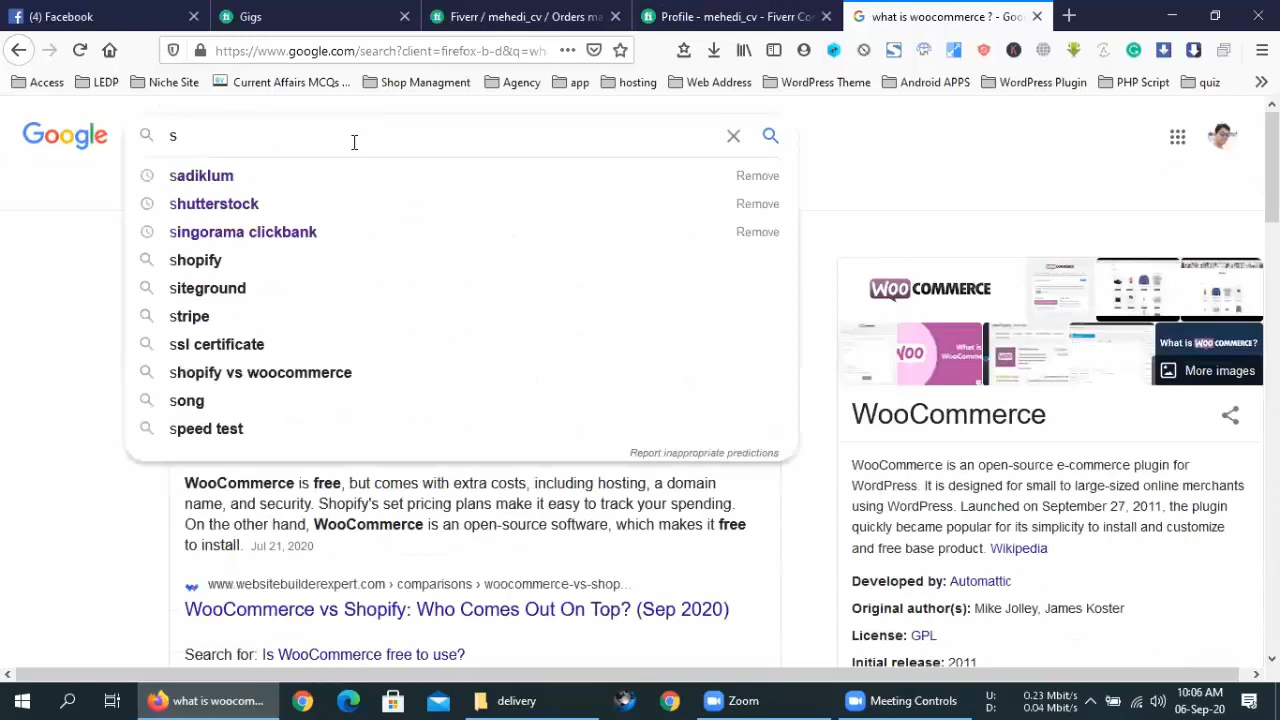 (1) Facebook
Gigs
Fiverr / mehedi_cv / Orders ma
Profile - mehedi_cv - Fiverr Con
what is woocommerce ? - Goo
https://www.google.com/search?client=firefox-b-d&q=wh
Access
LEDP
Niche Site
Current Affairs MCQs ...
Shop Managment
Agency
app
hosting
Web Address
WordPress Theme
Android APPS
WordPress Plugin
PHP Script
quiz
Google
s
sadiklum Remove
shutterstock Remove
singorama clickbank Remove
shopify
siteground
stripe
ssl certificate
shopify vs woocommerce
song
speed test
Report inappropriate predictions
WooCommerce is free, but comes with extra costs, including hosting, a domain
name, and security. Shopify's set pricing plans make it easy to track your spending.
On the other hand, WooCommerce is an open-source software, which makes it free
to install. Jul 21, 2020
www.websitebuilderexpert.com › comparisons › woocommerce-vs-shop...
WooCommerce vs Shopify: Who Comes Out On Top? (Sep 2020)
Search for: Is WooCommerce free to use?
WOO COMMERCE
WOO
What is
WooComm
What is WOOCOMMERCE?
More images
WooCommerce
WooCommerce is an open-source e-commerce plugin for
WordPress. It is designed for small to large-sized online merchants
using WordPress. Launched on September 27, 2011, the plugin
quickly became popular for its simplicity to install and customize
and free base product. Wikipedia
Developed by: Automattic
Original author(s): Mike Jolley, James Koster
License: GPL
Initial release: 2011
what is woocom...
delivery
Zoom
Meeting Controls
U: 0.23 Mbit/s
D: 0.04 Mbit/s
10:06 AM
06-Sep-20